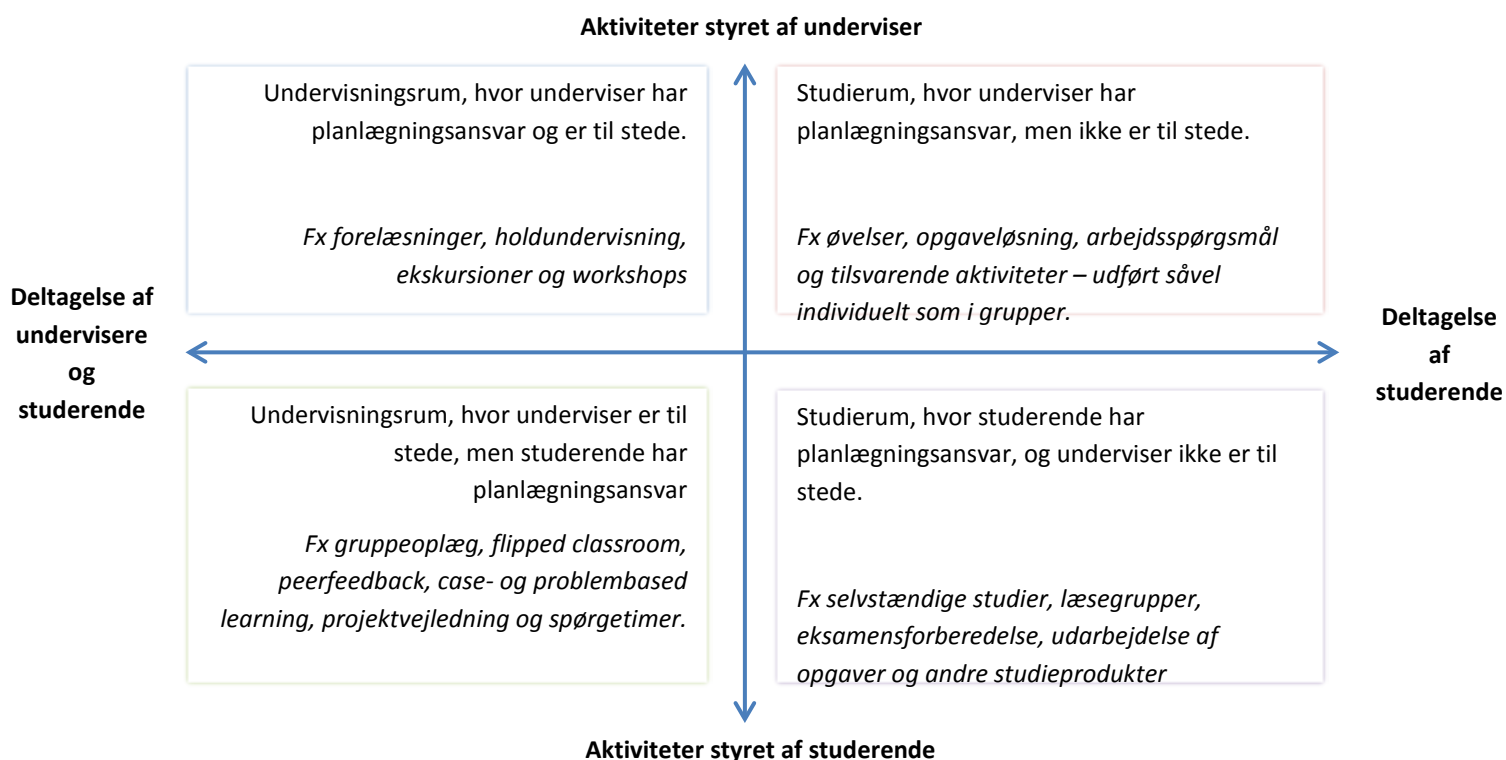 Aktiviteter styret af underviser
Undervisningsrum, hvor underviser har
planlægningsansvar og er til stede.
Fx forelæsninger, holdundervisning,
ekskursioner og workshops
Studierum, hvor underviser har
planlægningsansvar, men ikke er til stede.
Fx øvelser, opgaveløsning, arbejdsspørgsmål
og tilsvarende aktiviteter – udført såvel
individuelt som i grupper.
Deltagelse af
undervisere
og
studerende
Deltagelse
af
studerende
Undervisningsrum, hvor underviser er til
stede, men studerende har
planlægningsansvar
Fx gruppeoplæg, flipped classroom,
peerfeedback, case- og problembased
learning, projektvejledning og spørgetimer.
Studierum, hvor studerende har
planlægningsansvar, og underviser ikke er til
stede.
Fx selvstændige studier, læsegrupper,
eksamensforberedelse, udarbejdelse af
opgaver og andre studieprodukter
Aktiviteter styret af studerende